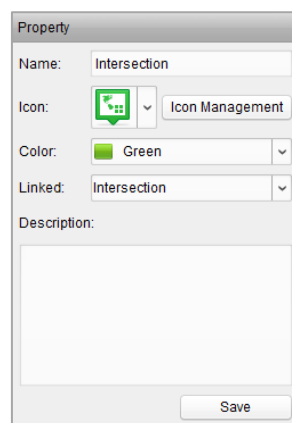 Property
Name: Intersection
Icon: Icon Management
Color: Green
Linked: Intersection
Description:
Save